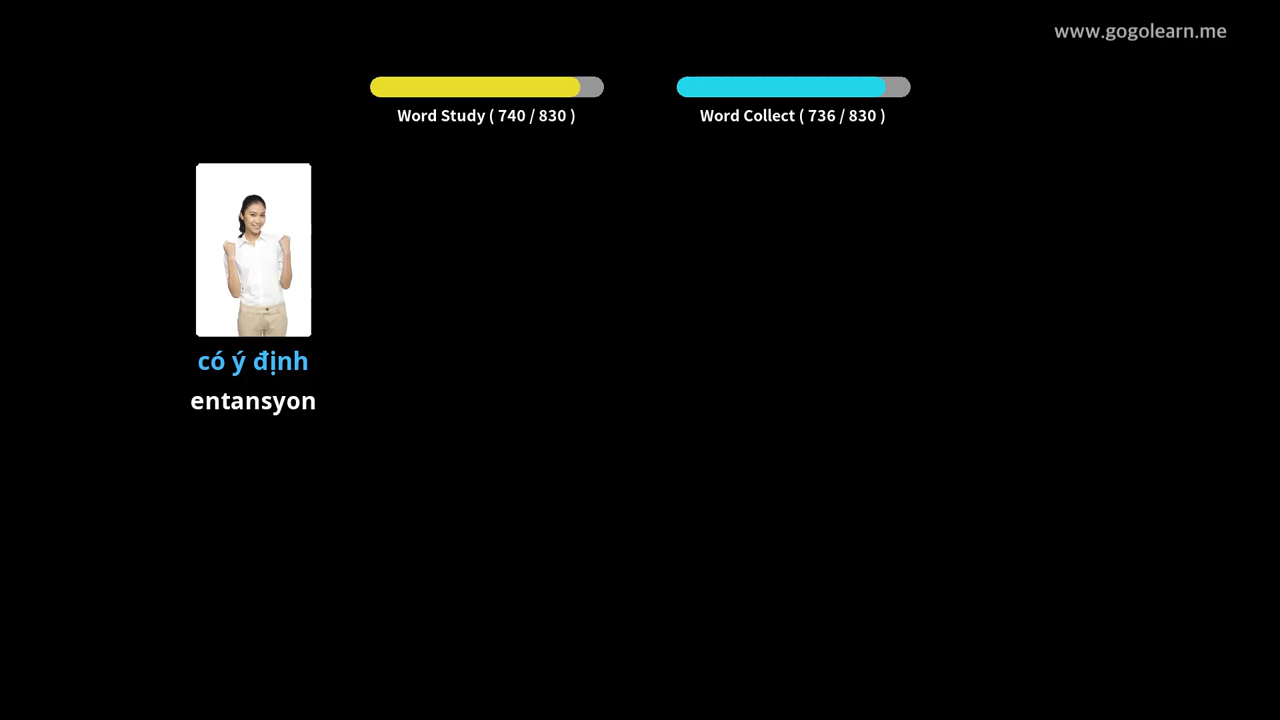 www.gogolearn.me
Word Study ( 740 / 830 )
Word Collect ( 736 / 830 )
có ý định
entansyon